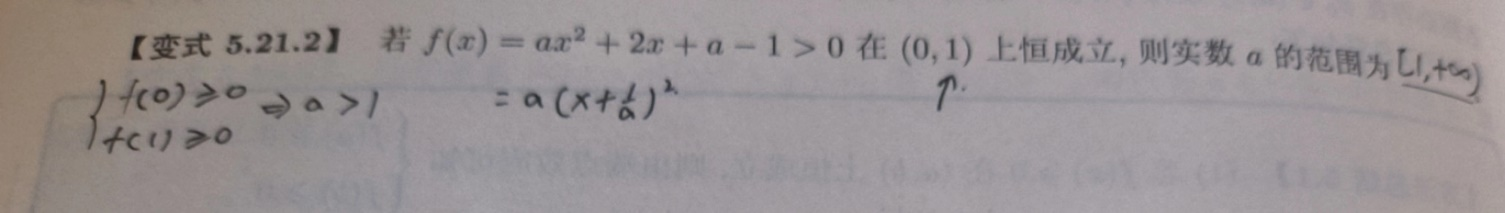 【变式 5.21.2】 若 f(x) = ax² + 2x + a − 1 > 0 在 (0, 1) 上恒成立, 则实数 a 的范围为 [1,+∞)
{ f(0)≥0 ⇒ a>1 = a(x+1/a)² ↑.
f(1)≥0